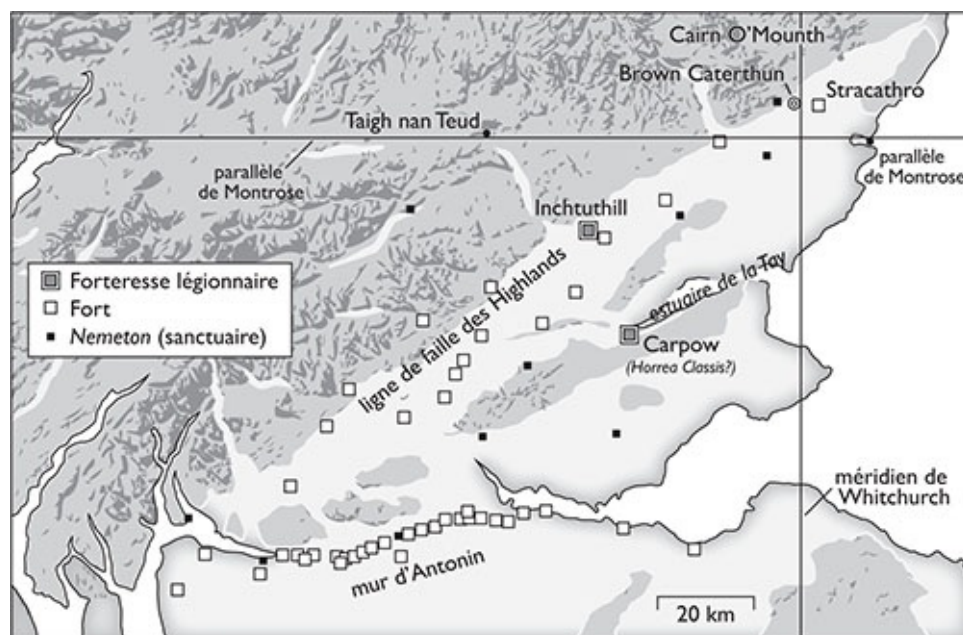 Cairn O'Mounth
Brown Caterthun
Stracathro
Taigh nan Teud
parallèle
de Montrose
parallèle
de Montrose
Inchtuthill
Forteresse légionnaire
Fort
Nemeton (sanctuaire)
ligne de faille des Highlands
estuaire de la Tay
Carpow
(Horrea Classis?)
méridien de
Whitchurch
mur d'Antonin
20 km